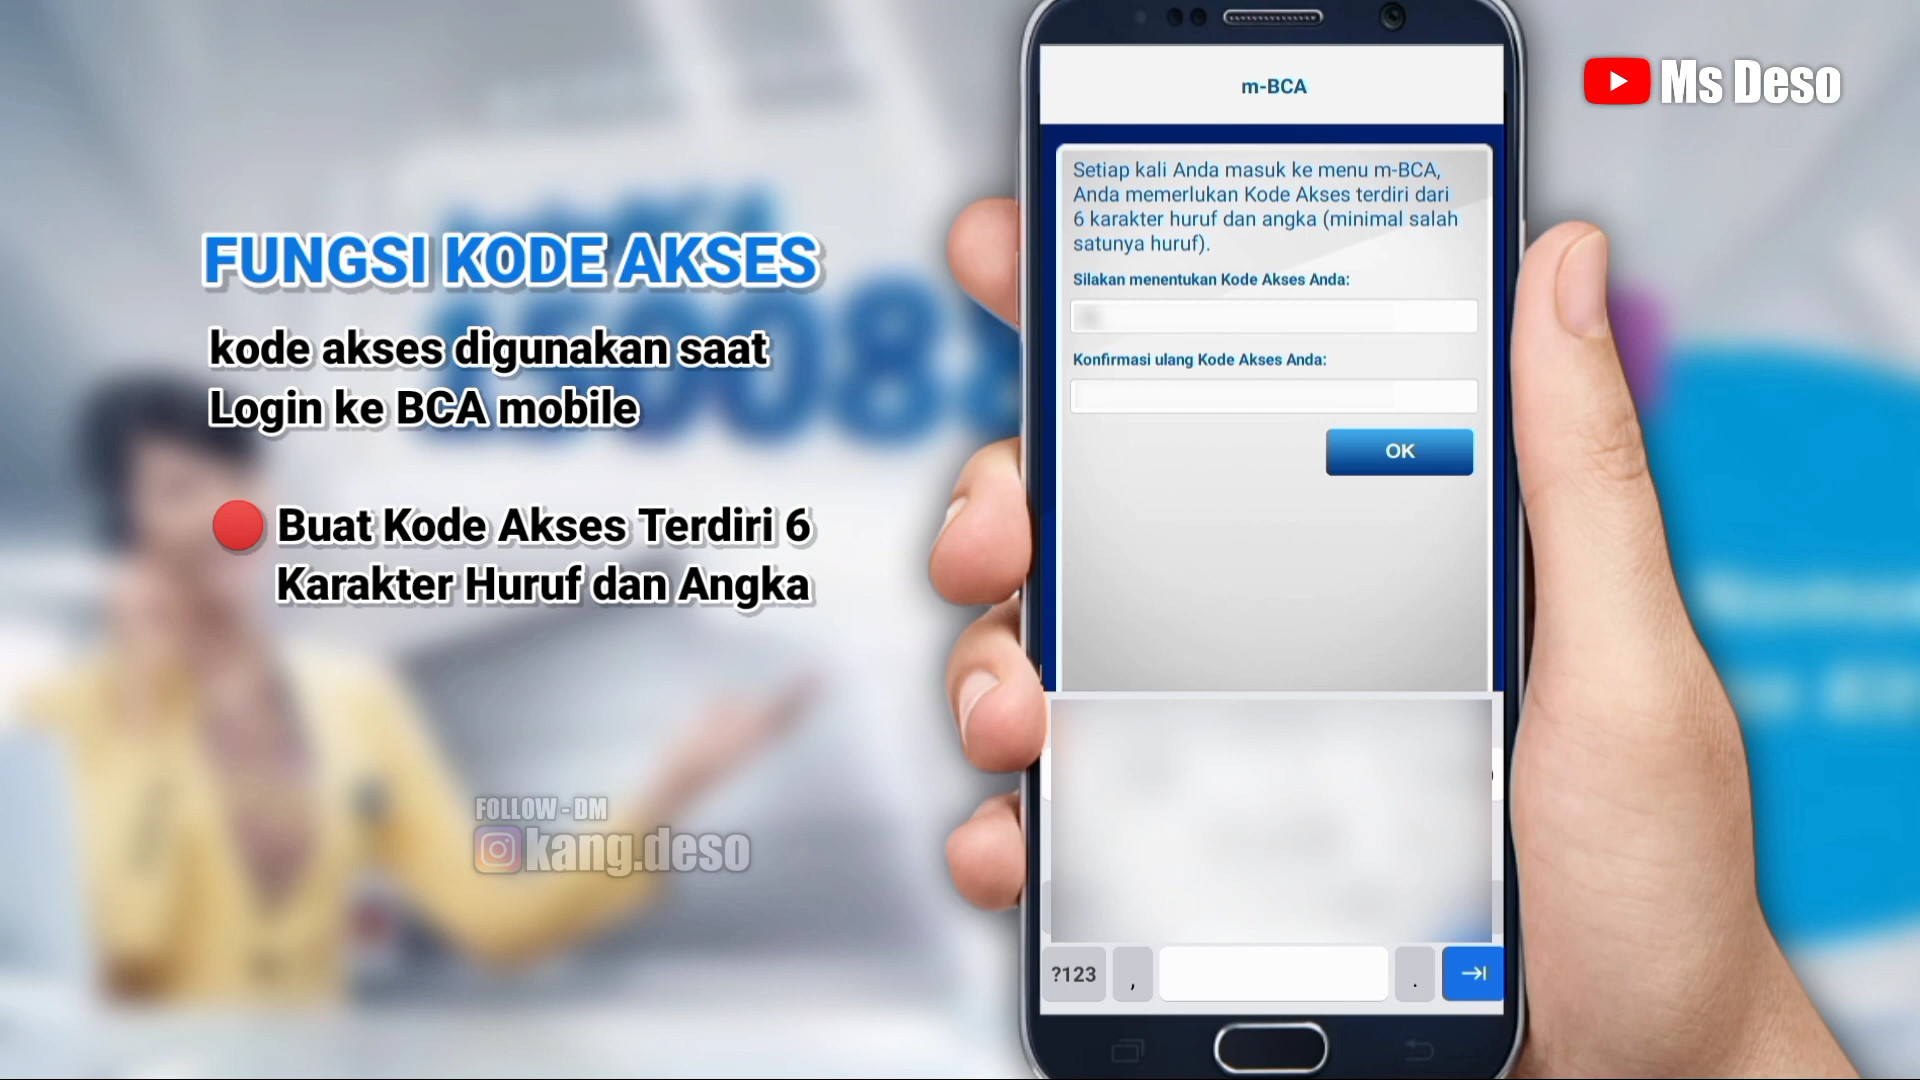 Ms Deso
FUNGSI KODE AKSES
kode akses digunakan saat
Login ke BCA mobile
Buat Kode Akses Terdiri 6
Karakter Huruf dan Angka
FOLLOW - DM
kang.deso
m-BCA
Setiap kali Anda masuk ke menu m-BCA,
Anda memerlukan Kode Akses terdiri dari
6 karakter huruf dan angka (minimal salah
satunya huruf).
Silakan menentukan Kode Akses Anda:
Konfirmasi ulang Kode Akses Anda:
OK
?123 , .